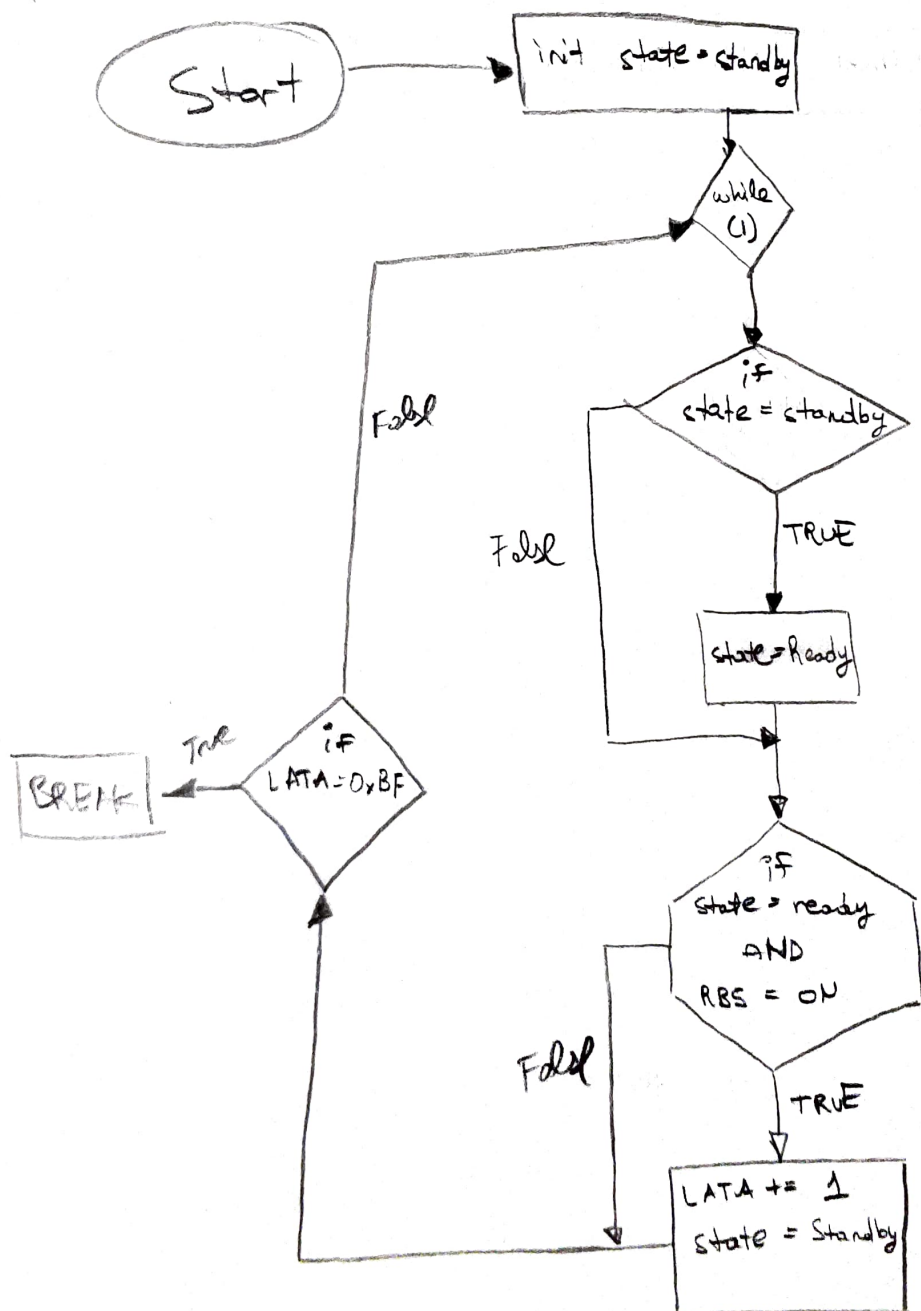 Start
init state = standby
while
(1)
if
state = standby
False
TRUE
state = Ready
False
if
LATA = 0xBF
True
BREAK
if
state = ready
AND
RBS = ON
False
TRUE
LATA += 1
state = Standby